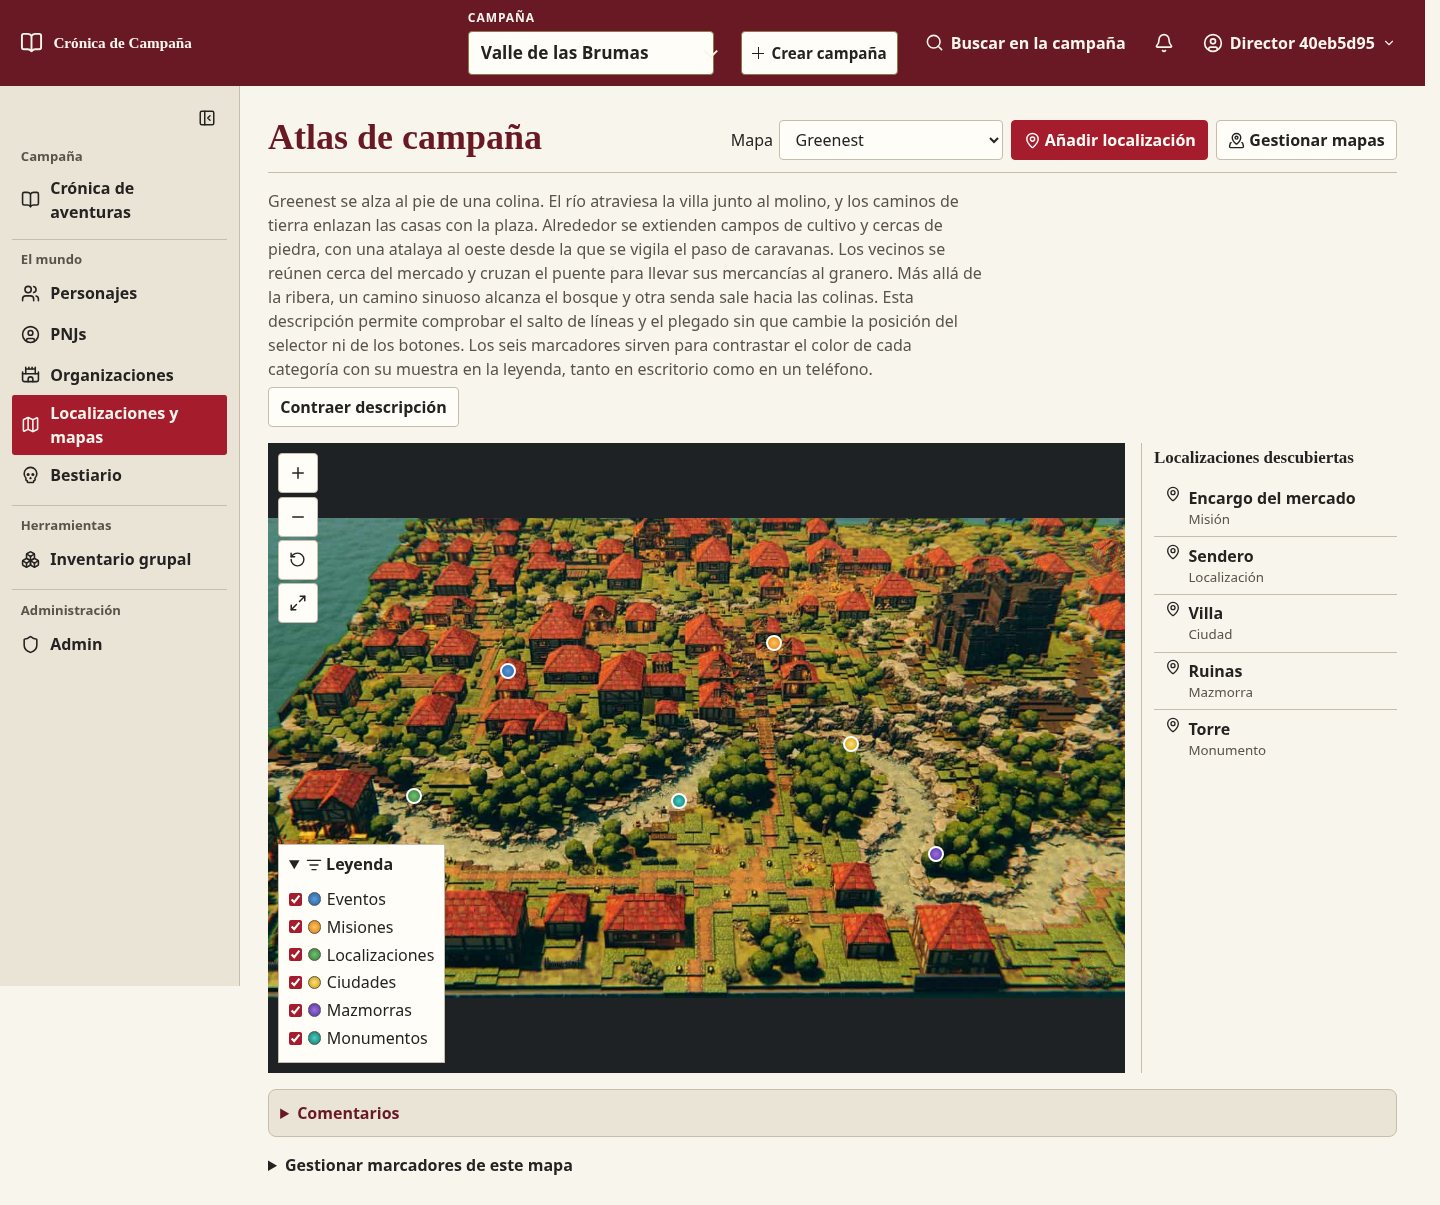 Crónica de Campaña
CAMPAÑA
Valle de las Brumas
Crear campaña
Buscar en la campaña
Director 40eb5d95
Campaña
Crónica de
aventuras
El mundo
Personajes
PNJs
Organizaciones
Localizaciones y
mapas
Bestiario
Herramientas
Inventario grupal
Administración
Admin
Atlas de campaña
Mapa
Greenest
Añadir localización
Gestionar mapas
Greenest se alza al pie de una colina. El río atraviesa la villa junto al molino, y los caminos de
tierra enlazan las casas con la plaza. Alrededor se extienden campos de cultivo y cercas de
piedra, con una atalaya al oeste desde la que se vigila el paso de caravanas. Los vecinos se
reúnen cerca del mercado y cruzan el puente para llevar sus mercancías al granero. Más allá de
la ribera, un camino sinuoso alcanza el bosque y otra senda sale hacia las colinas. Esta
descripción permite comprobar el salto de líneas y el plegado sin que cambie la posición del
selector ni de los botones. Los seis marcadores sirven para contrastar el color de cada
categoría con su muestra en la leyenda, tanto en escritorio como en un teléfono.
Contraer descripción
Leyenda
Eventos
Misiones
Localizaciones
Ciudades
Mazmorras
Monumentos
Localizaciones descubiertas
Encargo del mercado
Misión
Sendero
Localización
Villa
Ciudad
Ruinas
Mazmorra
Torre
Monumento
Comentarios
Gestionar marcadores de este mapa